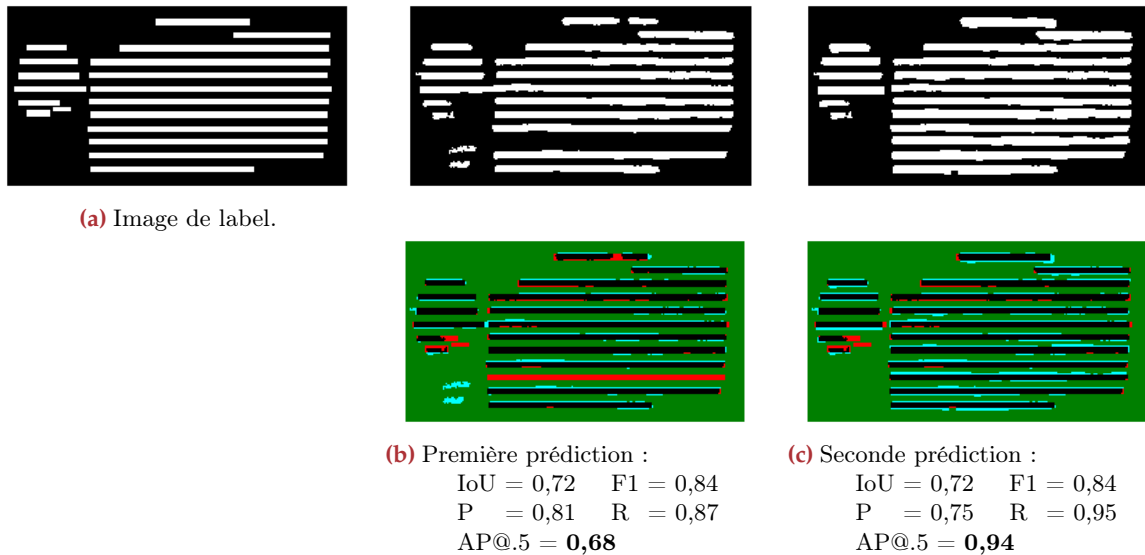 (a) Image de label.
(b) Première prédiction :
IoU = 0,72 F1 = 0,84
P = 0,81 R = 0,87
AP@.5 = 0,68
(c) Seconde prédiction :
IoU = 0,72 F1 = 0,84
P = 0,75 R = 0,95
AP@.5 = 0,94